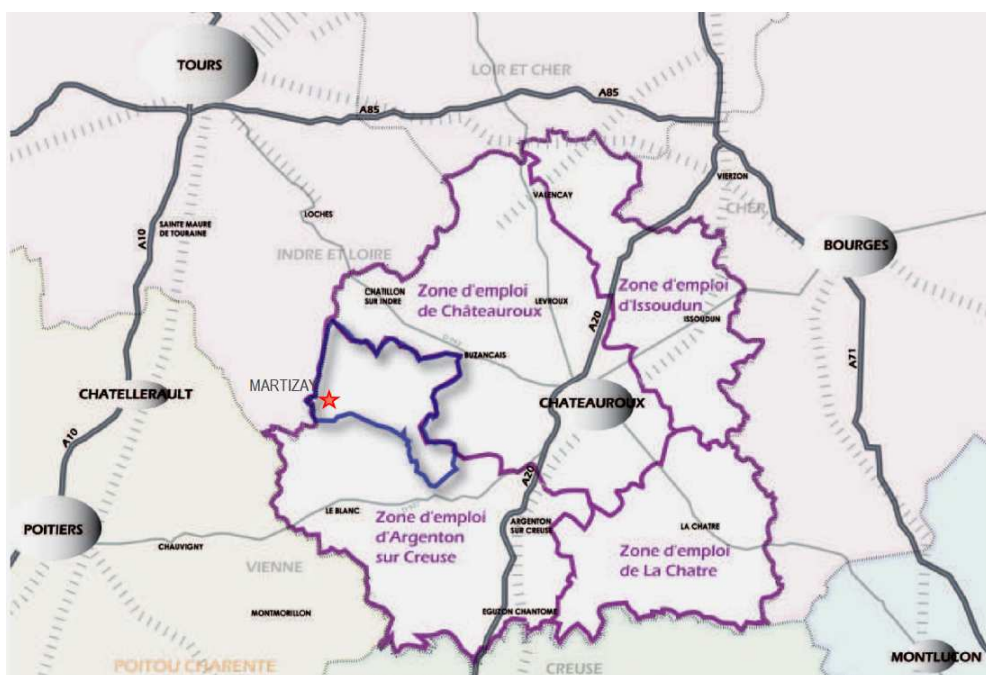 TOURS
LOIR ET CHER
A85
A85
VIERZON
VALENCAY
CHER
LOCHES
SAINTE MAURE
DE TOURAINE
A10
BOURGES
INDRE ET LOIRE
CHATILLON
SUR INDRE
Zone d'emploi
de Châteauroux
Zone d'emploi
d'Issoudun
LEVROUX
ISSOUDUN
A20
BUZANCAIS
A71
MARTIZAY
CHATELLERAULT
CHATEAUROUX
A10
A20
LE BLANC
Zone d'emploi
d'Argenton
sur Creuse
ARGENTON
SUR CREUSE
LA CHATRE
POITIERS
CHAUVIGNY
Zone d'emploi
de La Chatre
VIENNE
MONTMORILLON
EGUZON CHANTOME
POITOU CHARENTE
CREUSE
MONTLUCON